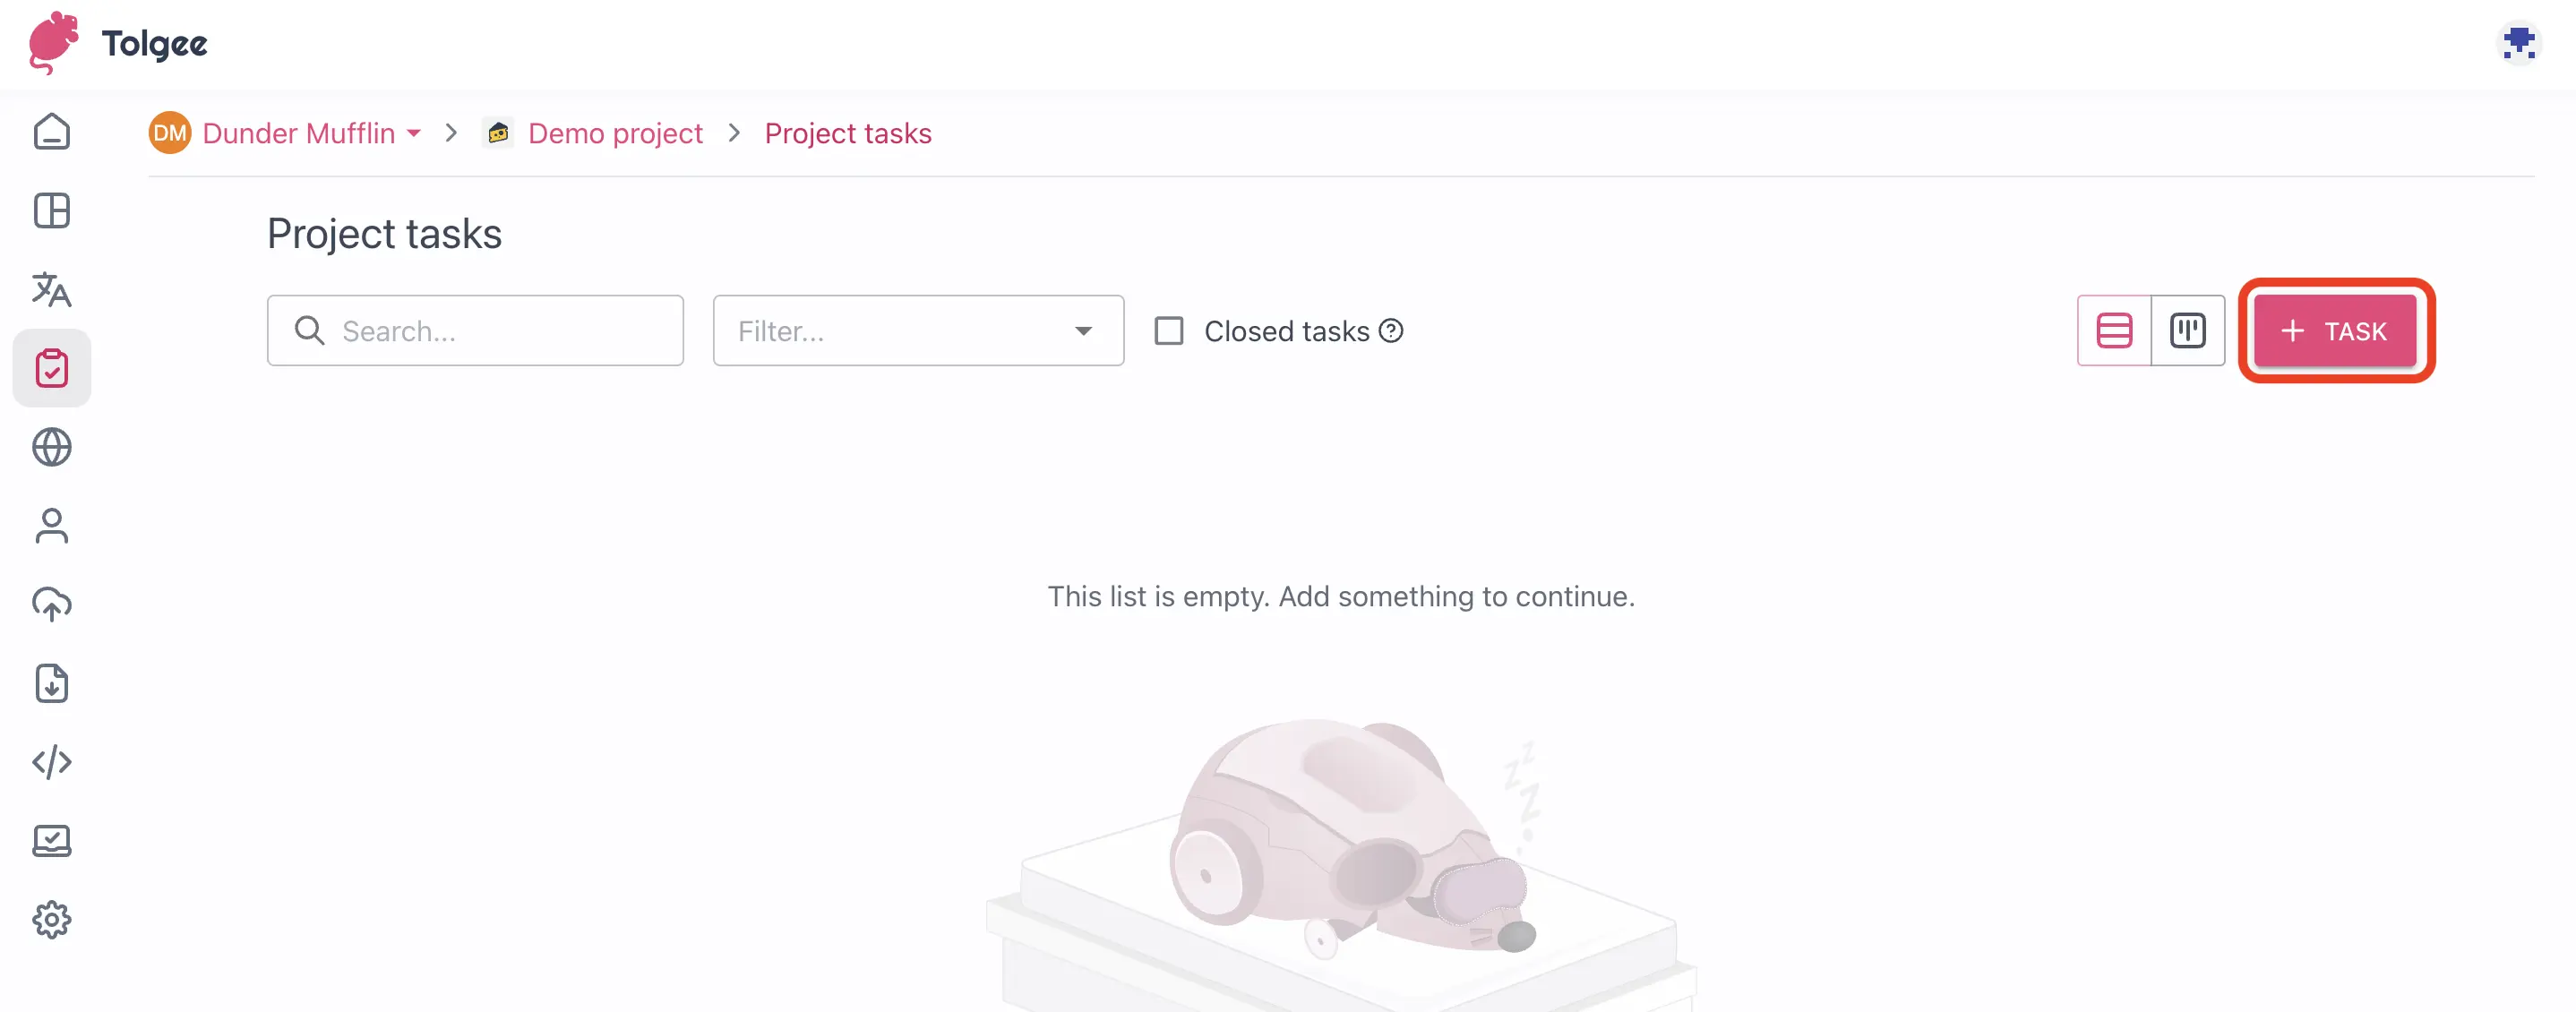 Tolgee
DM Dunder Mufflin > Demo project > Project tasks
Project tasks
Search...
Filter...
Closed tasks ?
+ TASK
This list is empty. Add something to continue.
z z z